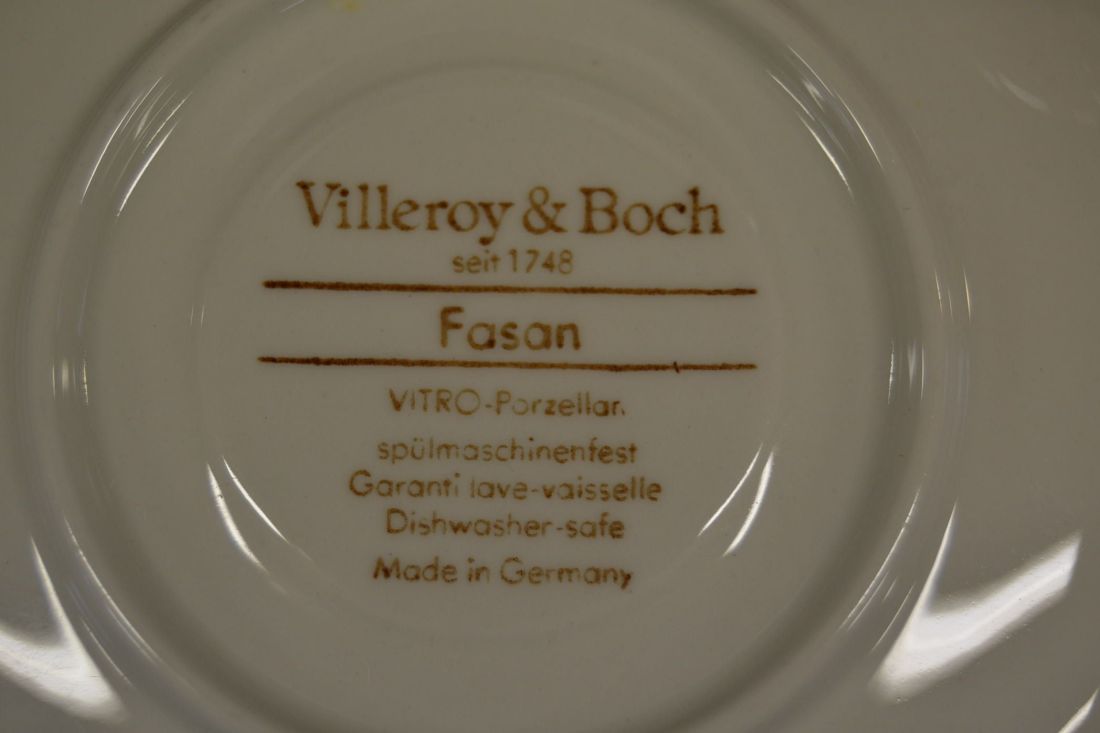 Villeroy & Boch
seit 1748
Fasan
VITRO-Porzellan
spülmaschinenfest
Garanti lave-vaisselle
Dishwasher-safe
Made in Germany